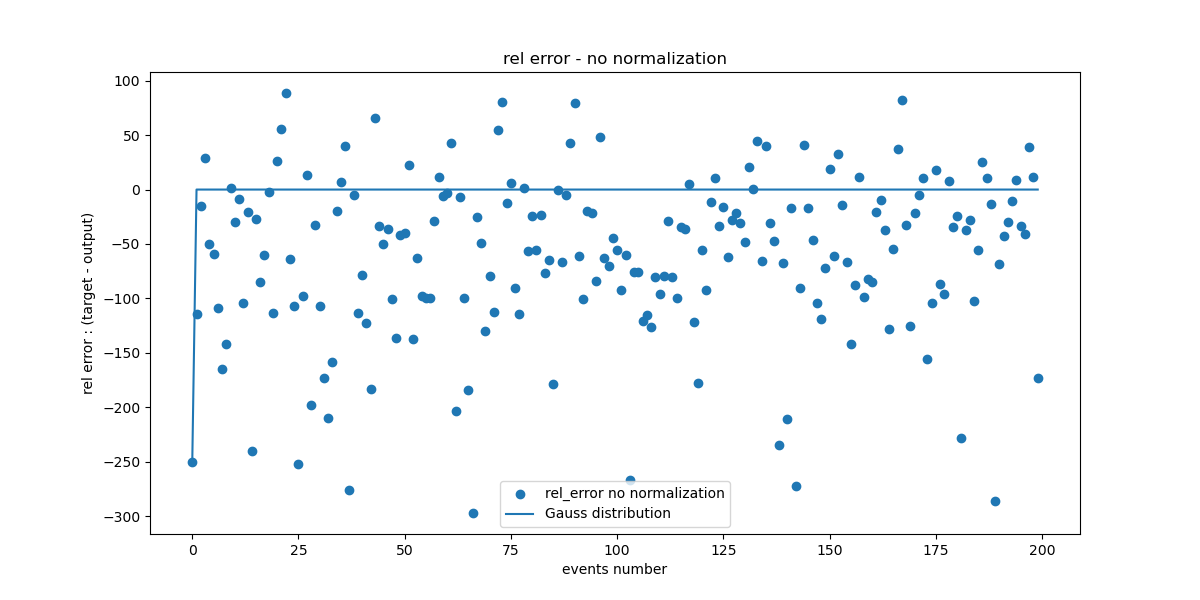 rel error - no normalization
rel error : (target - output)
100
50
0
−50
−100
−150
−200
−250
−300
rel_error no normalization
Gauss distribution
0 25 50 75 100 125 150 175 200
events number